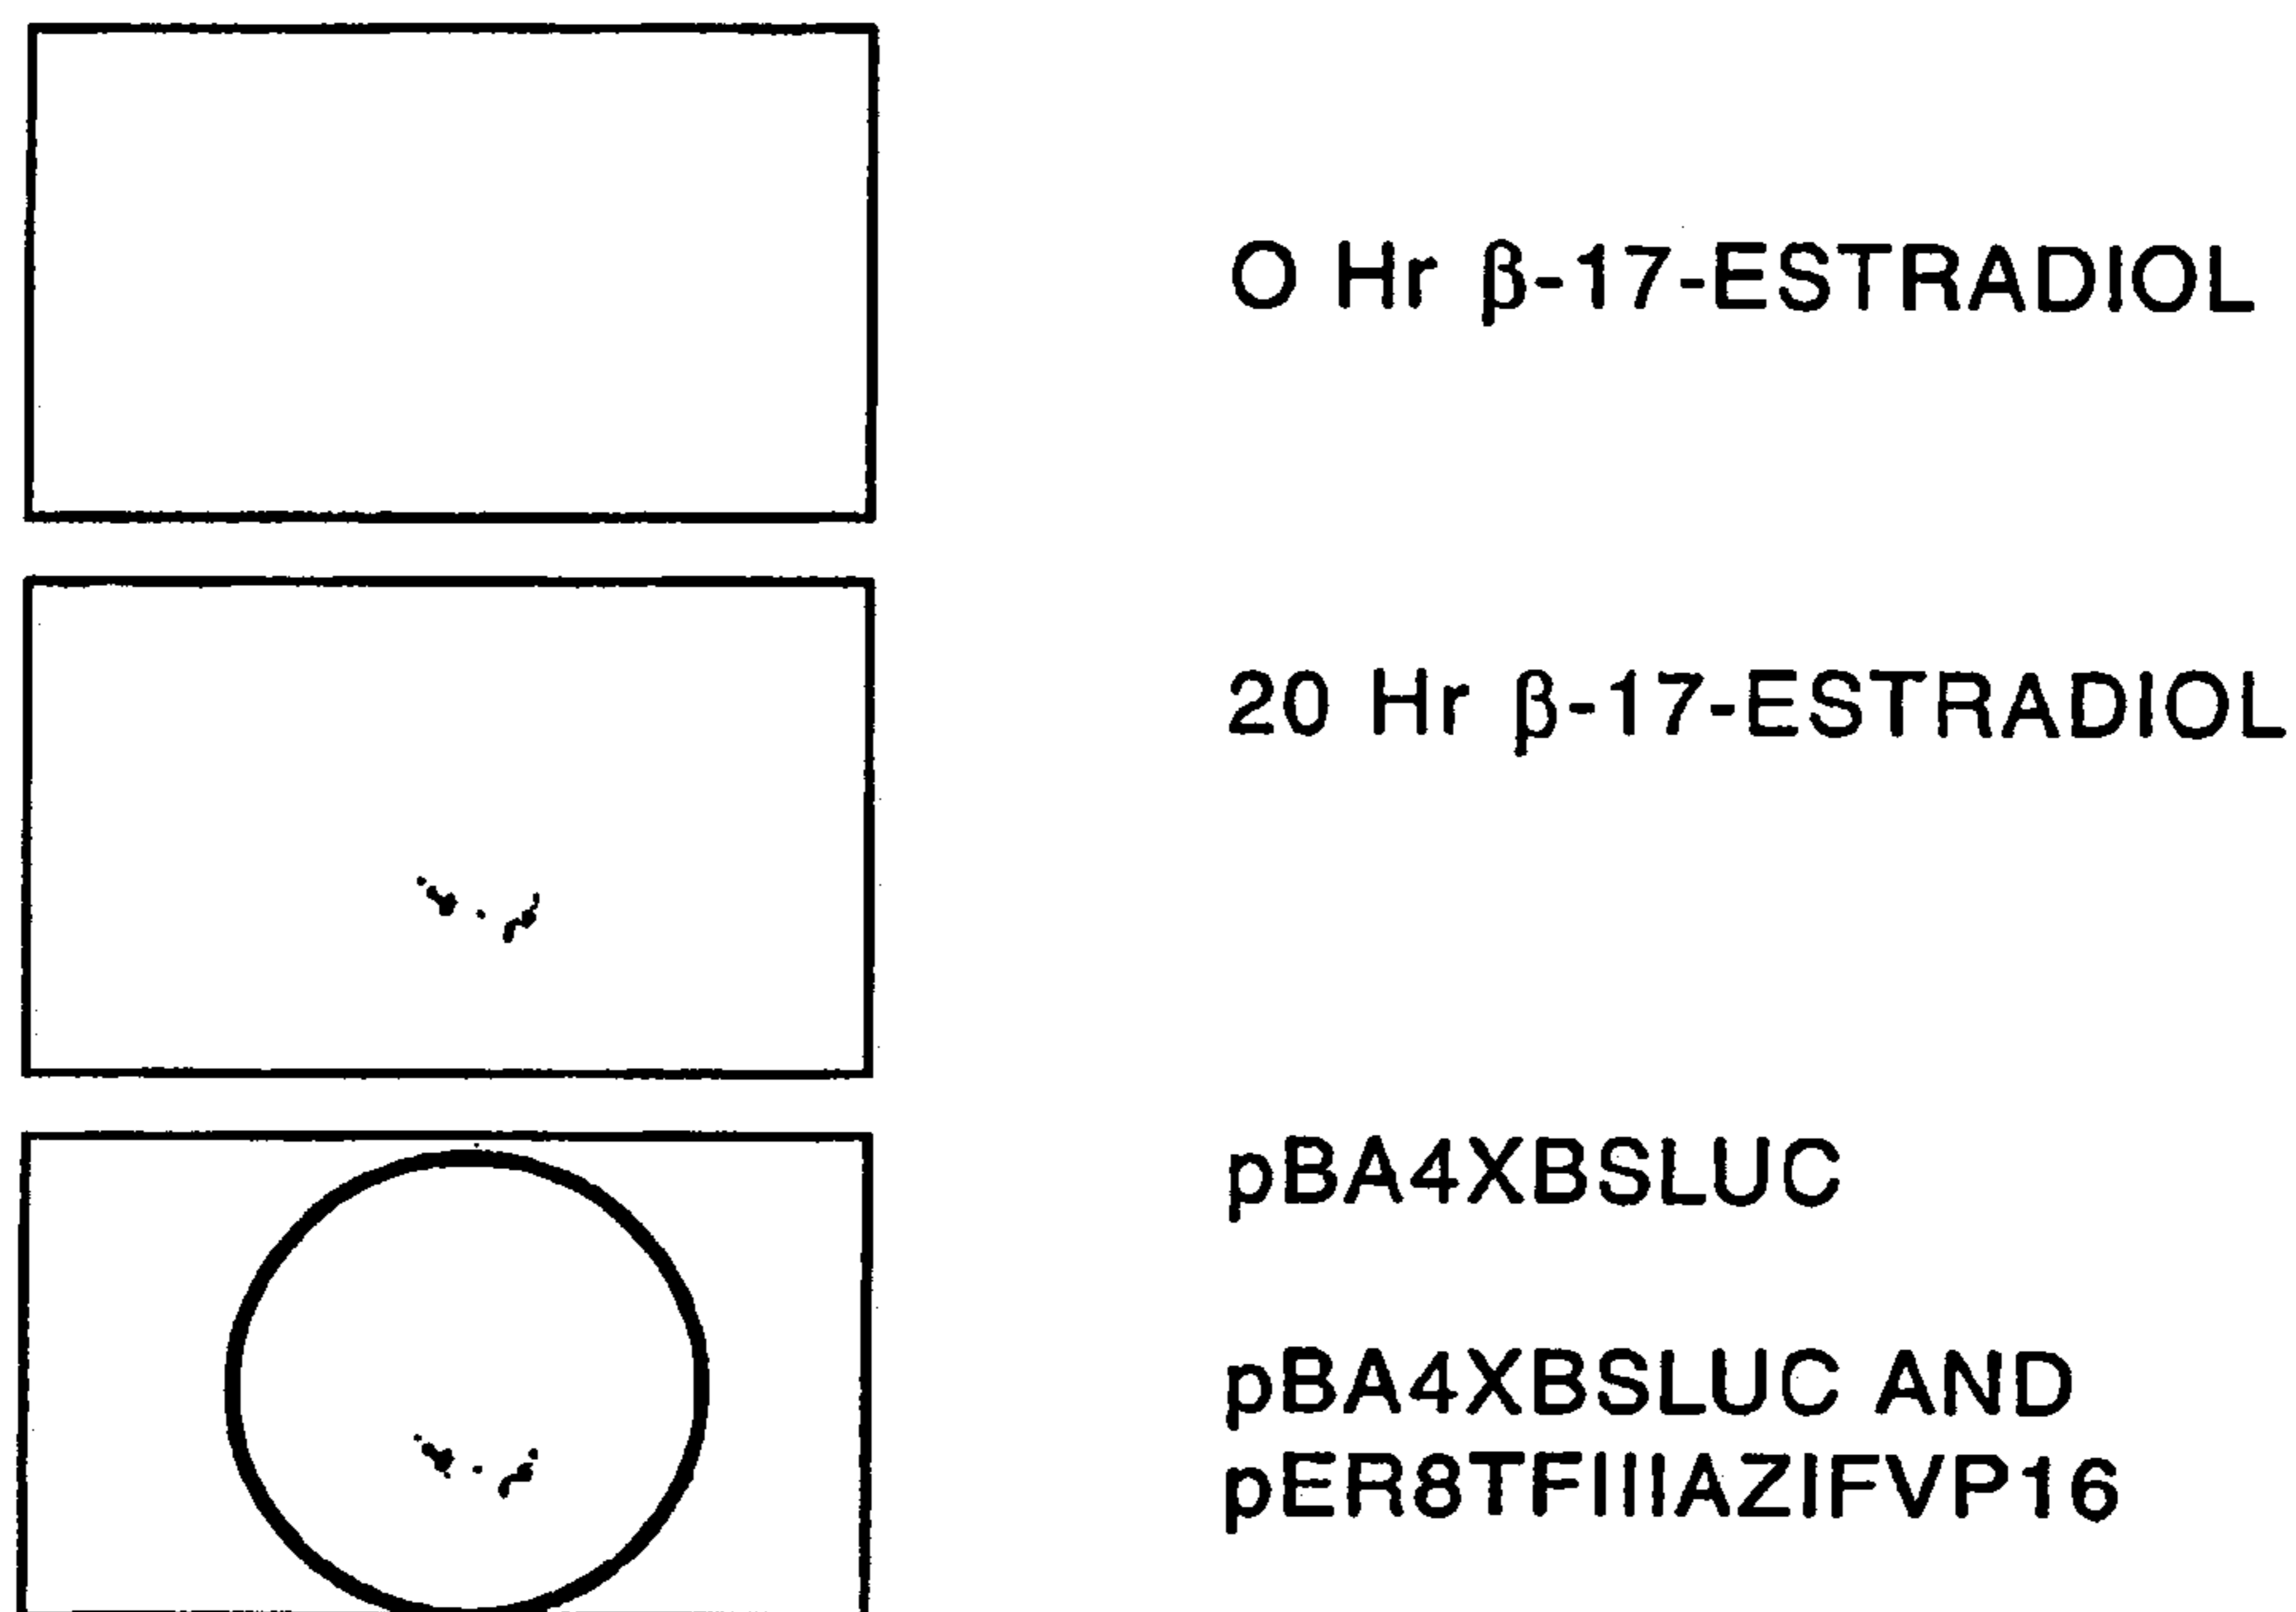 O Hr β-17-ESTRADIOL
20 Hr β-17-ESTRADIOL
pBA4XBSLUC
pBA4XBSLUC AND
pER8TFIIIAZIFVP16